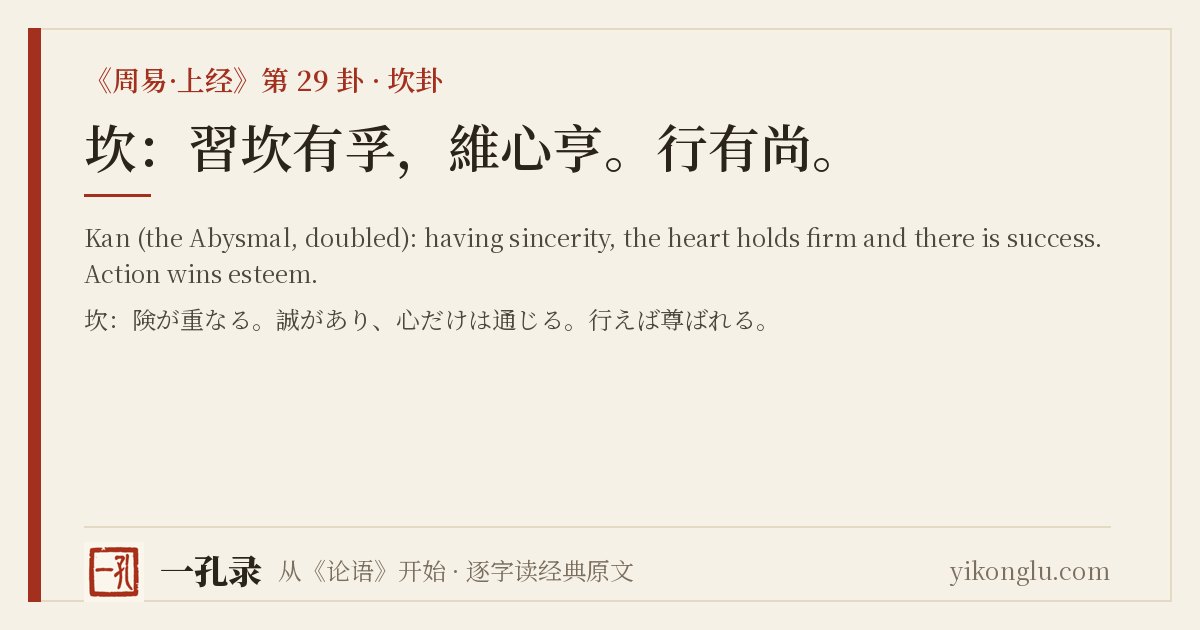 《周易·上经》第 29 卦 · 坎卦
坎：習坎有孚，維心亨。行有尚。
Kan (the Abysmal, doubled): having sincerity, the heart holds firm and there is success.
Action wins esteem.
坎：険が重なる。誠があり、心だけは通じる。行えば尊ばれる。
一孔
一孔录 从《论语》开始 · 逐字读经典原文 yikonglu.com